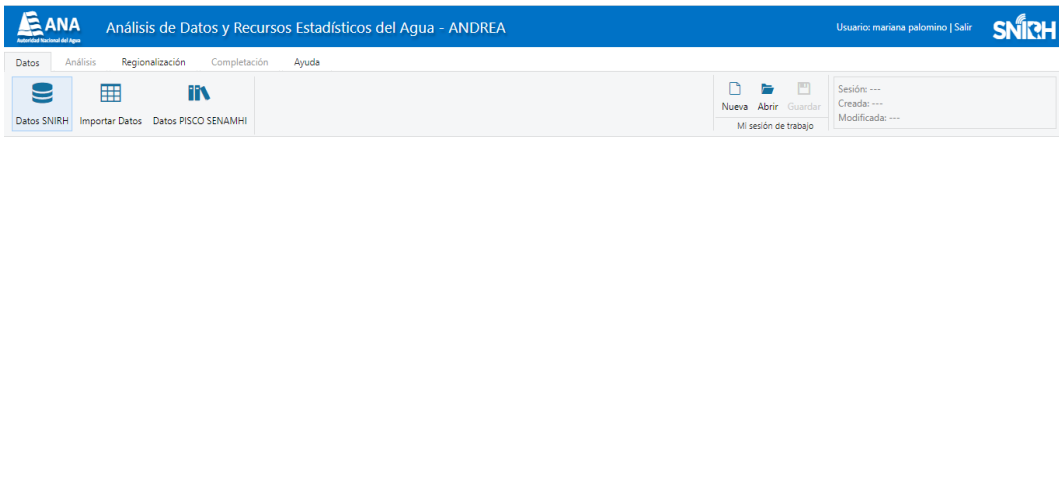 ANA
Autoridad Nacional del Agua
Análisis de Datos y Recursos Estadísticos del Agua - ANDREA
Usuario: mariana palomino | Salir
SNIRH
Datos Análisis Regionalización Completación Ayuda
Datos SNIRH Importar Datos Datos PISCO SENAMHI
Nueva Abrir Guardar
Mi sesión de trabajo
Sesión: ---
Creada: ---
Modificada: ---